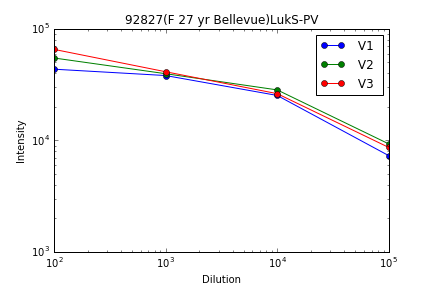 92827(F 27 yr Bellevue)LukS-PV
10^5
V1
V2
V3
10^4
Intensity
10^3
10^2 10^3 10^4 10^5
Dilution